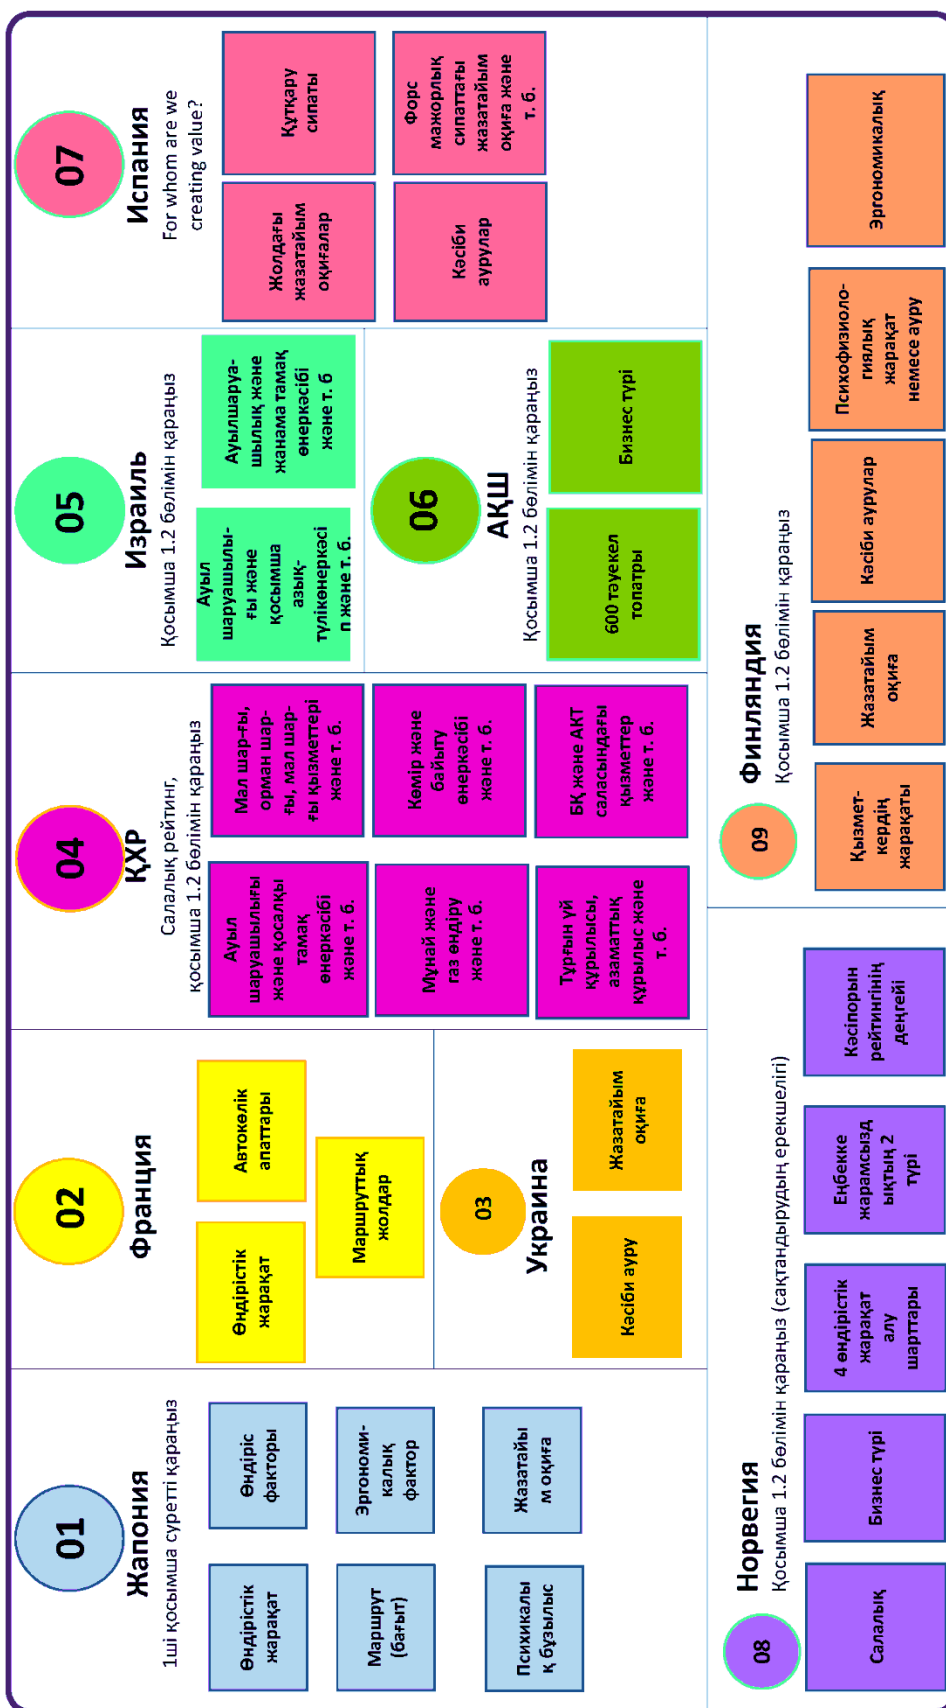 01
Жапония
1ші қосымша суретті қараңыз
Өндірістік
жарақат
Өндіріс
факторы
Маршрут
(бағыт)
Эргономи-
калық
фактор
Психикалы
қ бұзылыс
Жазатайы
м оқиға
02
Франция
Өндірістік
жарақат
Автокөлік
апаттары
Маршруттық
жолдар
03
Украина
Кәсіби ауру
Жазатайым
оқиға
04
ҚХР
Салалық рейтинг,
қосымша 1.2 бөлімін қараңыз
Ауыл
шаруашылығы
және қосалқы
тамақ
өнеркәсібі
және т. б.
Мал шар-ғы,
орман шар-
ғы, мал шар-
ғы қызметтері
және т. б.
Мұнай және
газ өндіру
және т. б.
Көмір және
байыту
өнеркәсібі
және т. б.
Тұрғын үй
құрылысы,
азаматтық
құрылыс және
т. б.
БҚ және АКТ
саласындағы
қызметтер
және т. б.
05
Израиль
Қосымша 1.2 бөлімін қараңыз
Ауыл
шаруашылы-
ғы және
қосымша
азық-
түлікөнеркәсі
п және т. б.
Ауылшаруа-
шылық және
жанама тамақ
өнеркәсібі
және т. б
06
АҚШ
Қосымша 1.2 бөлімін қараңыз
600 тәуекел
топатры
Бизнес түрі
07
Испания
For whom are we
creating value?
Жолдағы
жазатайым
оқиғалар
Құтқару
сипаты
Кәсіби
аурулар
Форс
мажорлық
сипаттағы
жазатайым
оқиға және
т. б.
08
Норвегия
Қосымша 1.2 бөлімін қараңыз (сақтандырудың ерекшелігі)
Салалық
Бизнес түрі
4 өндірістік
жарақат
алу
шарттары
Еңбекке
жарамсызд
ықтың 2
түрі
Кәсіпорын
рейтингінің
деңгейі
09
Финляндия
Қосымша 1.2 бөлімін қараңыз
Қызмет-
кердің
жарақаты
Жазатайым
оқиға
Кәсіби аурулар
Психофизиоло-
гиялық
жарақат
немесе ауру
Эргономикалық